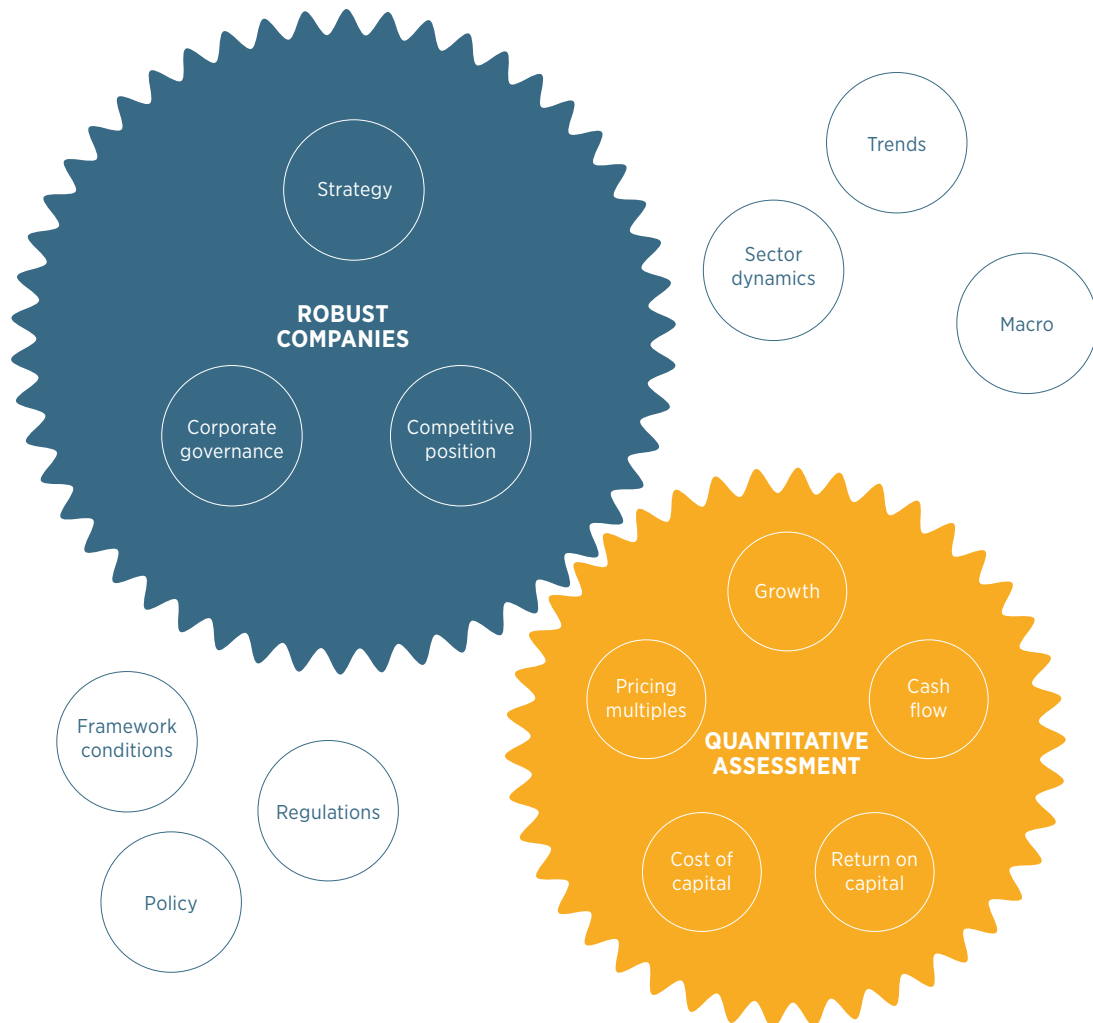 Strategy
ROBUST
COMPANIES
Corporate
governance
Competitive
position
Trends
Sector
dynamics
Macro
Growth
Pricing
multiples
Cash
flow
QUANTITATIVE
ASSESSMENT
Cost of
capital
Return on
capital
Framework
conditions
Regulations
Policy